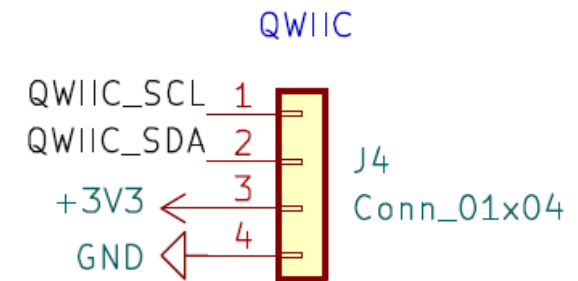 QWIIC
QWIIC_SCL 1
QWIIC_SDA 2
J4
+3V3 3
Conn_01x04
GND 4